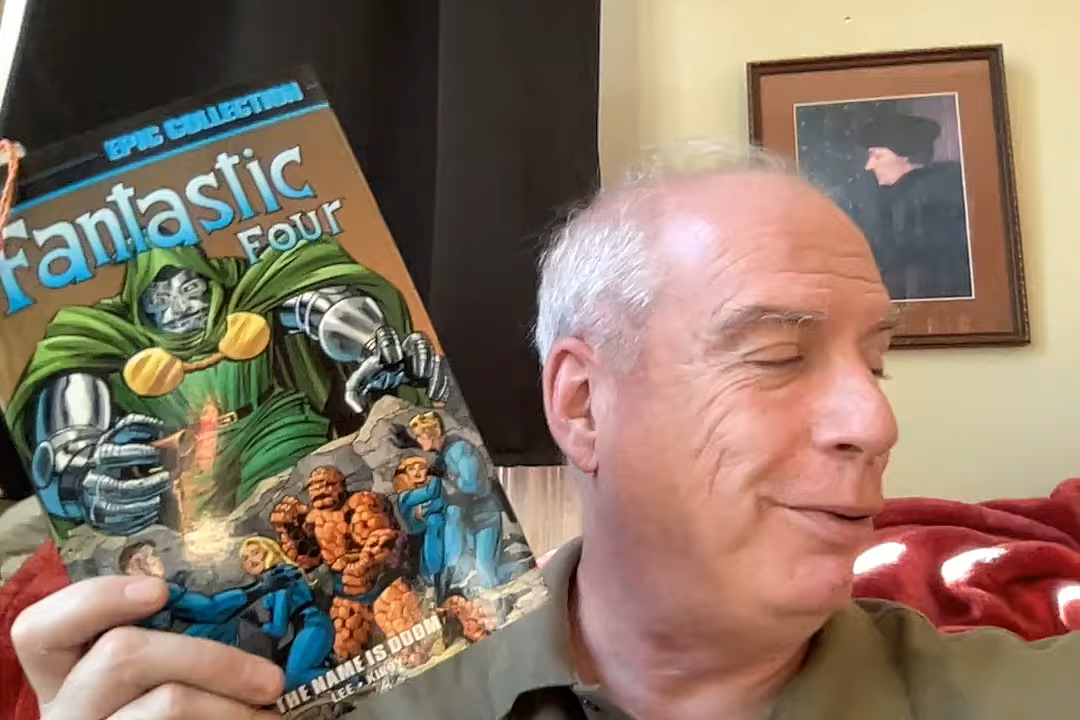 EPIC COLLECTION
Fantastic
FOUR
THE NAME IS DOOM
LEE • KIRBY